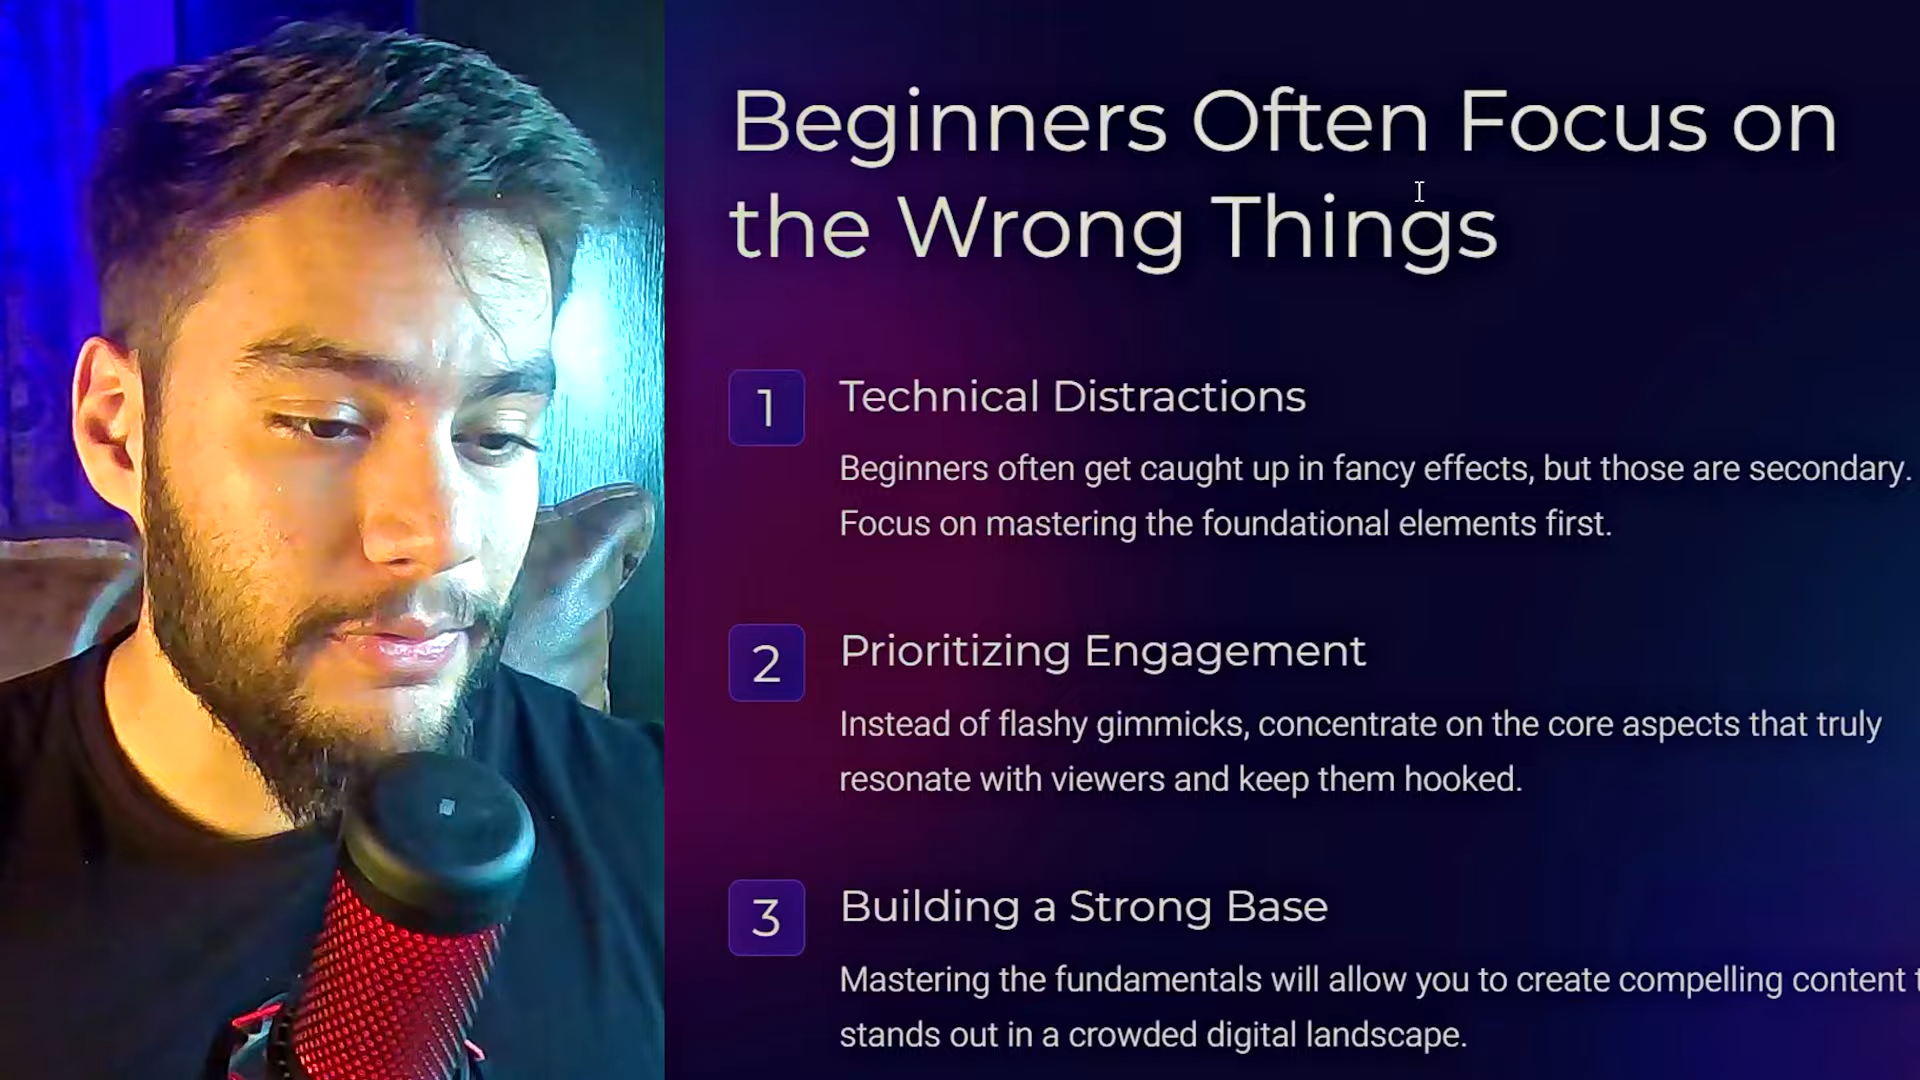 Beginners Often Focus on
the Wrong Things
1
Technical Distractions
Beginners often get caught up in fancy effects, but those are secondary.
Focus on mastering the foundational elements first.
2
Prioritizing Engagement
Instead of flashy gimmicks, concentrate on the core aspects that truly
resonate with viewers and keep them hooked.
3
Building a Strong Base
Mastering the fundamentals will allow you to create compelling content
stands out in a crowded digital landscape.